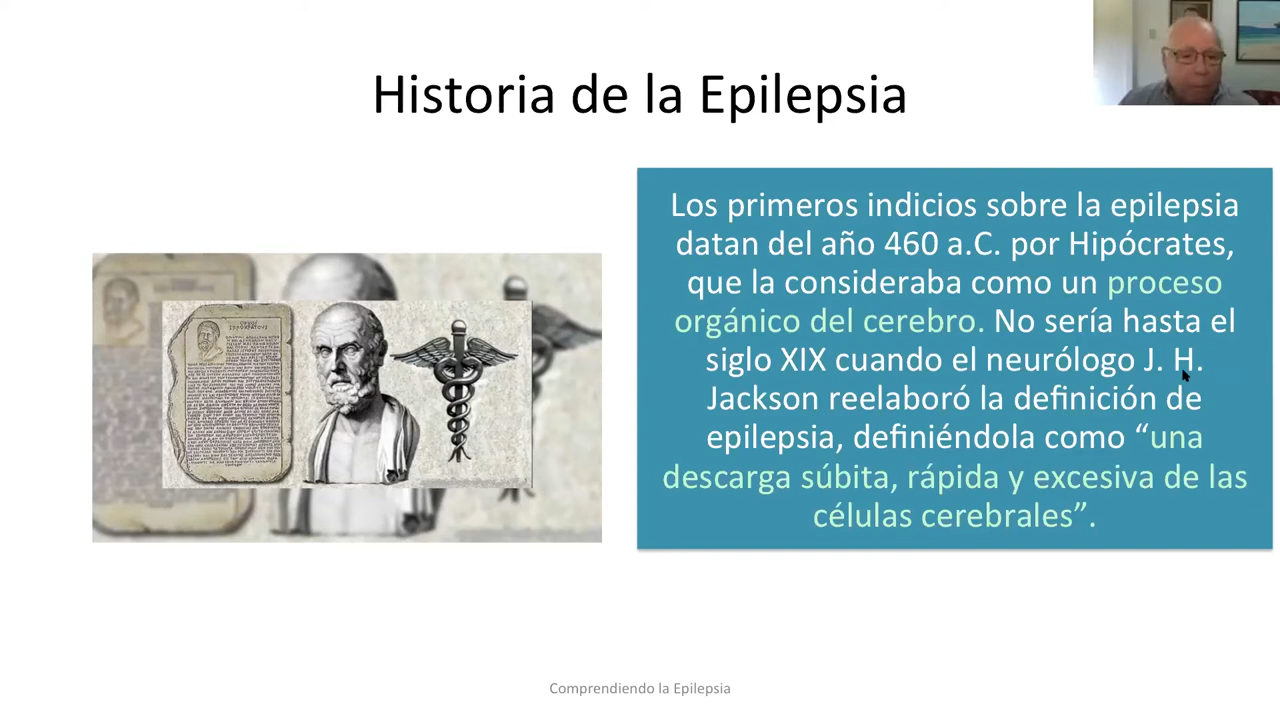 Historia de la Epilepsia
Los primeros indicios sobre la epilepsia
datan del año 460 a.C. por Hipócrates,
que la consideraba como un proceso
orgánico del cerebro. No sería hasta el
siglo XIX cuando el neurólogo J. H.
Jackson reelaboró la definición de
epilepsia, definiéndola como “una
descarga súbita, rápida y excesiva de las
células cerebrales”.
Comprendiendo la Epilepsia